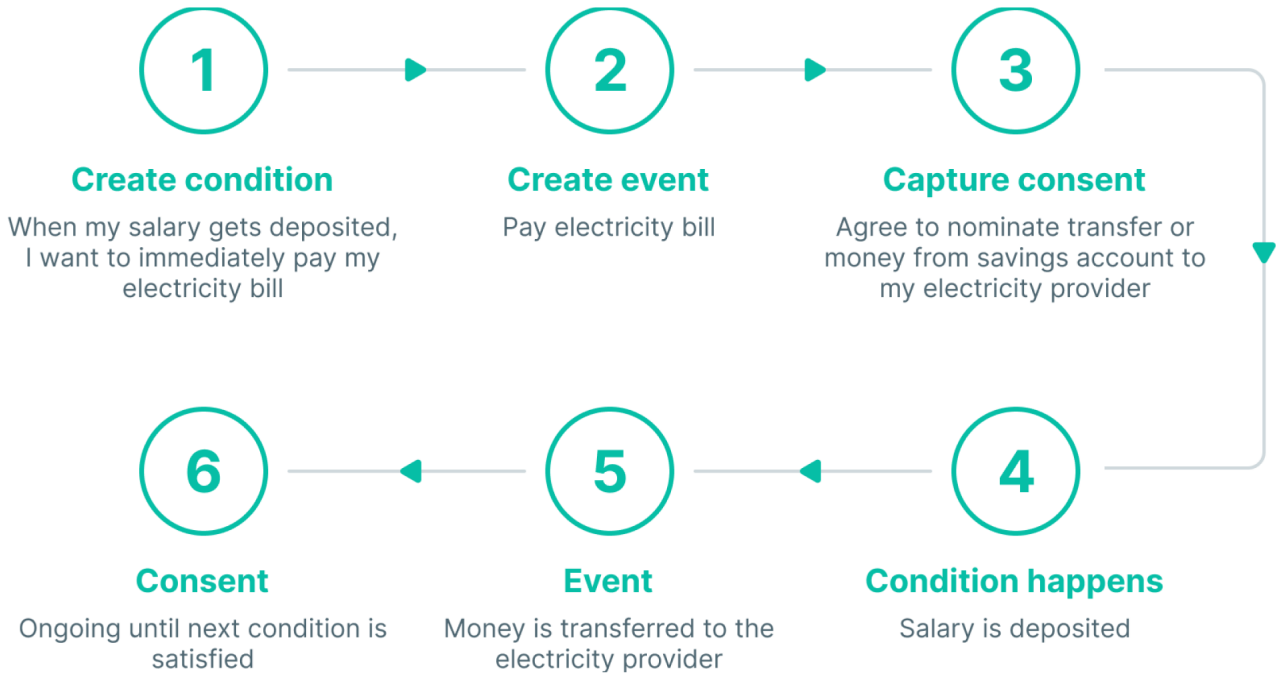 1
Create condition
When my salary gets deposited,
I want to immediately pay my
electricity bill
2
Create event
Pay electricity bill
3
Capture consent
Agree to nominate transfer or
money from savings account to
my electricity provider
4
Condition happens
Salary is deposited
5
Event
Money is transferred to the
electricity provider
6
Consent
Ongoing until next condition is
satisfied